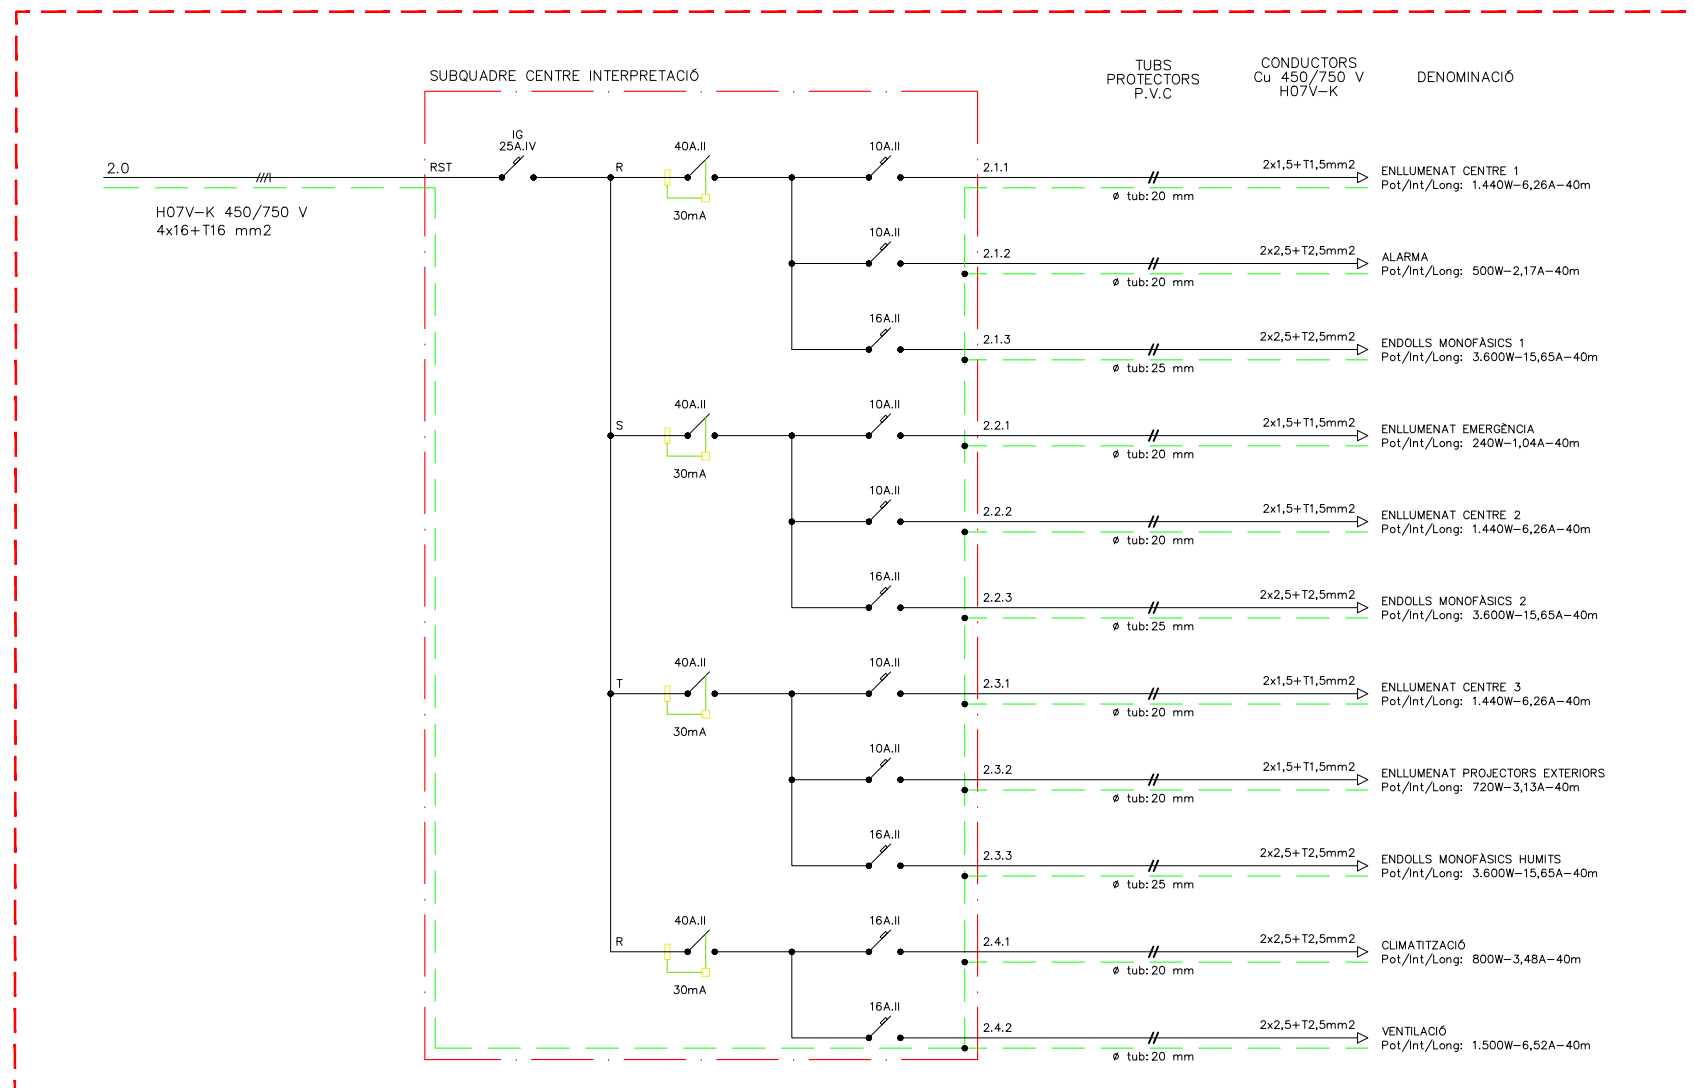 SUBQUADRE CENTRE INTERPRETACIÓ
TUBS
PROTECTORS
P.V.C
CONDUCTORS
Cu 450/750 V
H07V-K
DENOMINACIÓ
2.0
H07V-K 450/750 V
4x16+T16 mm2
RST
IG
25A.IV
R
40A.II
30mA
10A.II
2.1.1
ø tub: 20 mm
2x1,5+T1,5mm2
ENLLUMENAT CENTRE 1
Pot/Int/Long: 1.440W-6,26A-40m
10A.II
2.1.2
ø tub: 20 mm
2x2,5+T2,5mm2
ALARMA
Pot/Int/Long: 500W-2,17A-40m
16A.II
2.1.3
ø tub: 25 mm
2x2,5+T2,5mm2
ENDOLLS MONOFÀSICS 1
Pot/Int/Long: 3.600W-15,65A-40m
S
40A.II
30mA
10A.II
2.2.1
ø tub: 20 mm
2x1,5+T1,5mm2
ENLLUMENAT EMERGÈNCIA
Pot/Int/Long: 240W-1,04A-40m
10A.II
2.2.2
ø tub: 20 mm
2x1,5+T1,5mm2
ENLLUMENAT CENTRE 2
Pot/Int/Long: 1.440W-6,26A-40m
16A.II
2.2.3
ø tub: 25 mm
2x2,5+T2,5mm2
ENDOLLS MONOFÀSICS 2
Pot/Int/Long: 3.600W-15,65A-40m
T
40A.II
30mA
10A.II
2.3.1
ø tub: 20 mm
2x1,5+T1,5mm2
ENLLUMENAT CENTRE 3
Pot/Int/Long: 1.440W-6,26A-40m
10A.II
2.3.2
ø tub: 20 mm
2x1,5+T1,5mm2
ENLLUMENAT PROJECTORS EXTERIORS
Pot/Int/Long: 720W-3,13A-40m
16A.II
2.3.3
ø tub: 25 mm
2x2,5+T2,5mm2
ENDOLLS MONOFÀSICS HUMITS
Pot/Int/Long: 3.600W-15,65A-40m
R
40A.II
30mA
16A.II
2.4.1
ø tub: 20 mm
2x2,5+T2,5mm2
CLIMATITZACIÓ
Pot/Int/Long: 800W-3,48A-40m
16A.II
2.4.2
ø tub: 20 mm
2x2,5+T2,5mm2
VENTILACIÓ
Pot/Int/Long: 1.500W-6,52A-40m